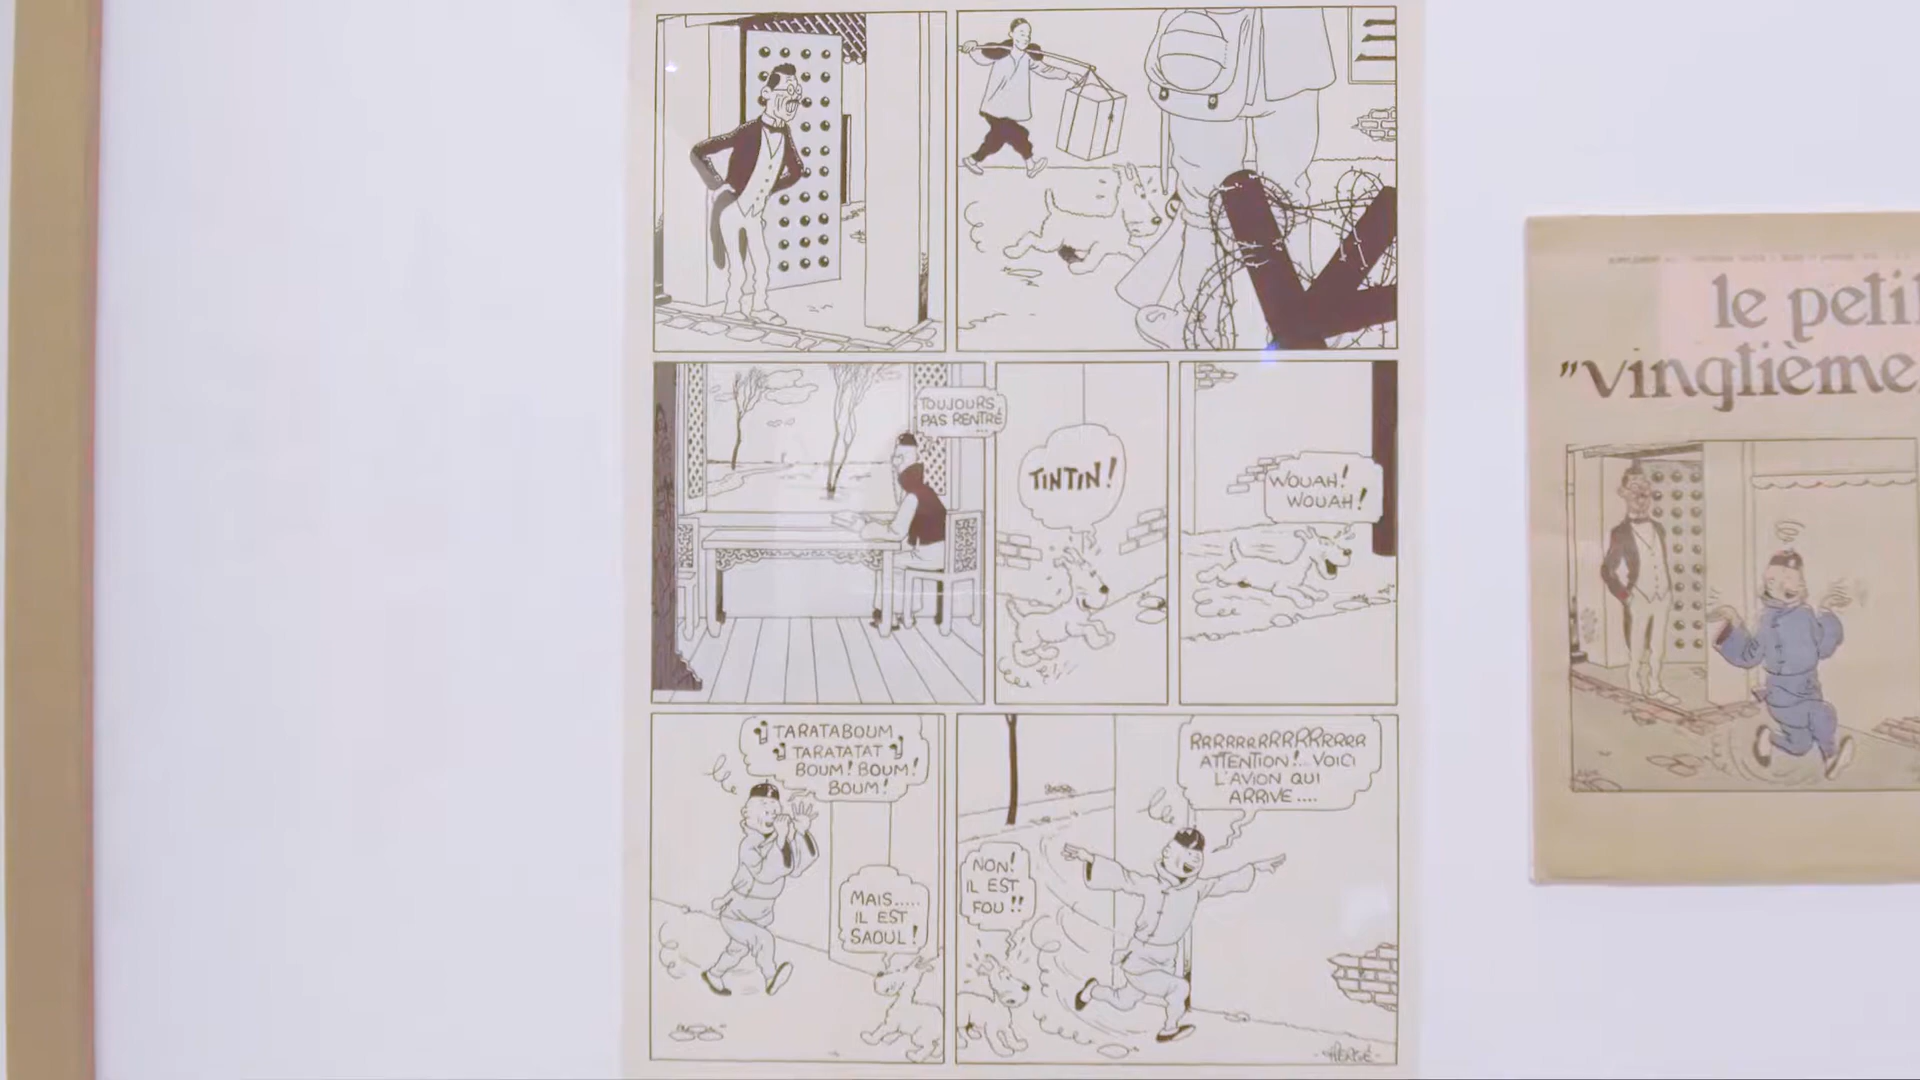 TOUJOURS
PAS RENTRÉ
...
TINTIN!
WOUAH!
WOUAH!
TARATABOUM
TARATATAT
BOUM! BOUM!
BOUM!
MAIS.....
IL EST
SAOUL!
RRRRRRRRRRRRRRR
ATTENTION!.. VOICI
L'AVION QUI
ARRIVE....
NON!
IL EST
FOU!!
-HERGÉ-
le petit
"vingtième